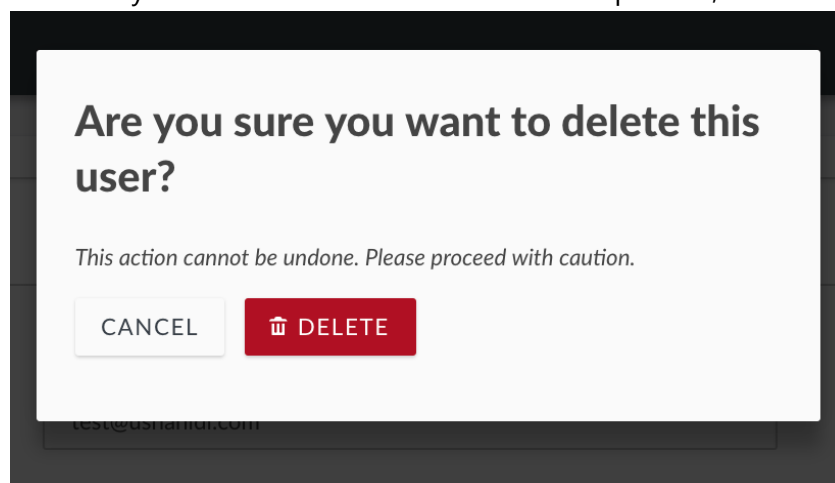 Are you sure you want to delete this
user?
This action cannot be undone. Please proceed with caution.
CANCEL
DELETE